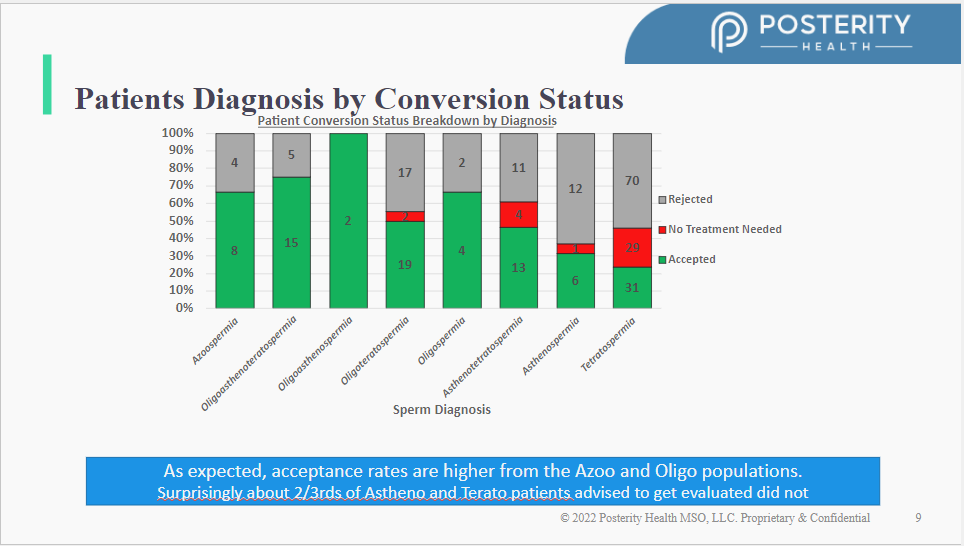 POSTERITY
HEALTH
Patients Diagnosis by Conversion Status
Patient Conversion Status Breakdown by Diagnosis
100%
90%
80%
70%
60%
50%
40%
30%
20%
10%
0%
4
5
17
2
11
12
70
2
4
1
29
8
15
2
19
4
13
6
31
Rejected
No Treatment Needed
Accepted
Azoospermia
Oligoasthenoteratospermia
Oligoasthenospermia
Oligoteratospermia
Oligospermia
Asthenotetratospermia
Asthenospermia
Tetratospermia
Sperm Diagnosis
As expected, acceptance rates are higher from the Azoo and Oligo populations.
Surprisingly about 2/3rds of Astheno and Terato patients advised to get evaluated did not
© 2022 Posterity Health MSO, LLC. Proprietary & Confidential
9